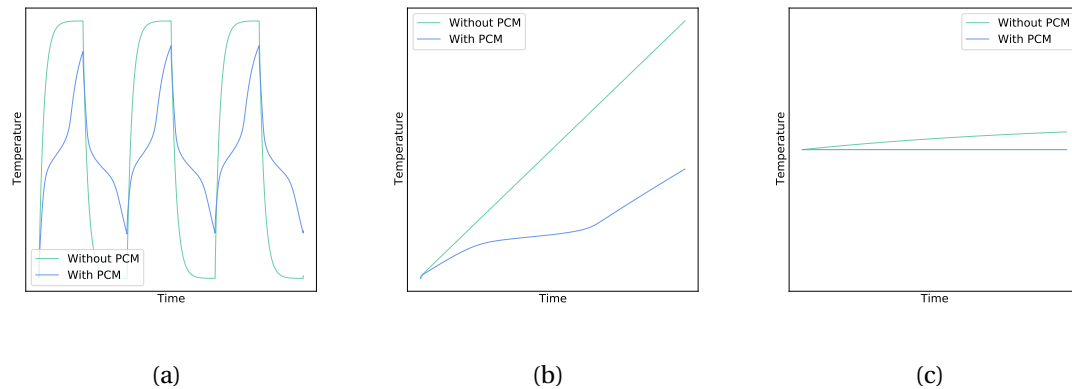 Temperature
Without PCM
With PCM
Time
(a)
Temperature
Without PCM
With PCM
Time
(b)
Temperature
Without PCM
With PCM
Time
(c)